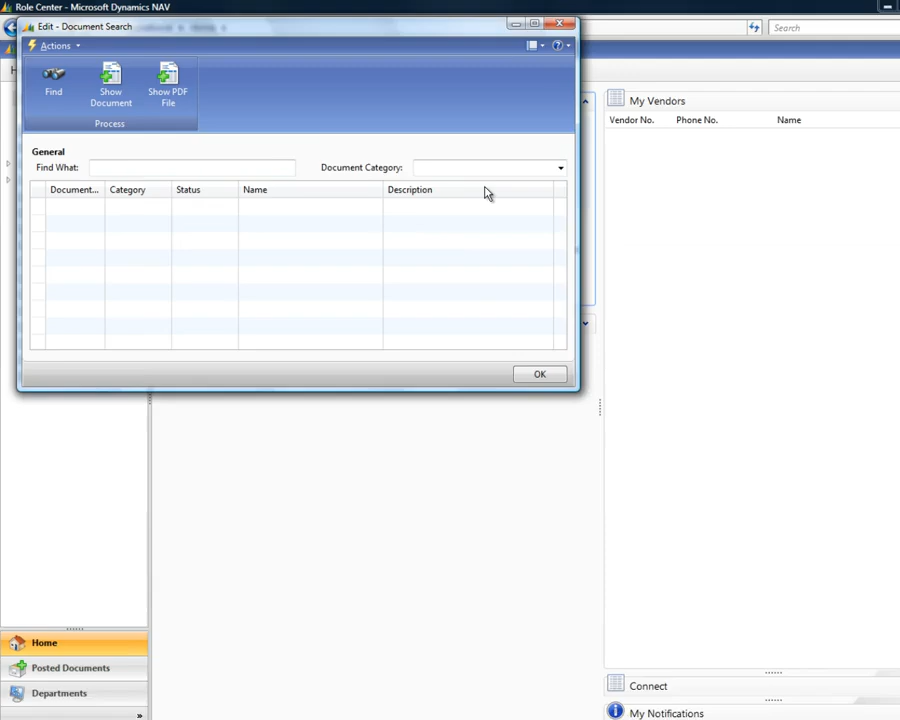 Role Center - Microsoft Dynamics NAV
Edit - Document Search
Search
Actions
Find
Show Document
Show PDF File
Process
My Vendors
Vendor No. Phone No. Name
General
Find What: Document Category:
Document... Category Status Name Description
OK
Home
Posted Documents
Departments
»
Connect
My Notifications